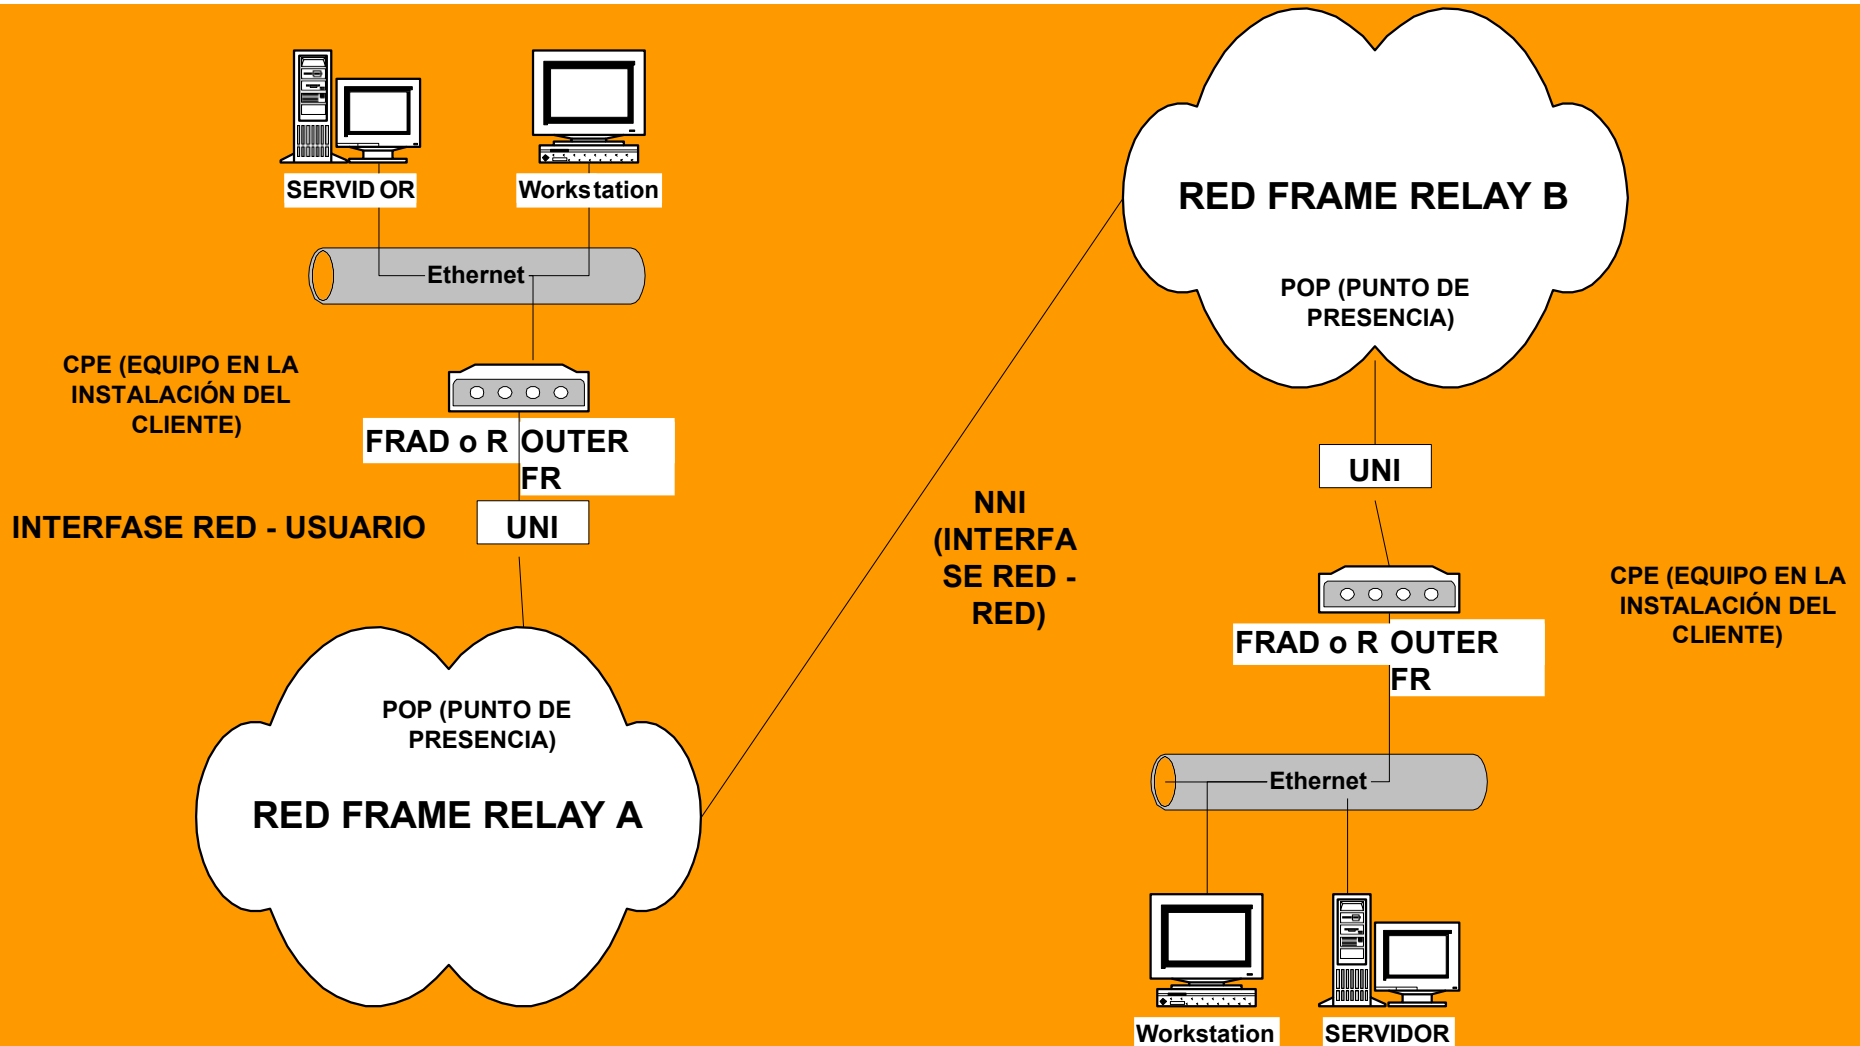 SERVIDOR
Workstation
Ethernet
CPE (EQUIPO EN LA
INSTALACIÓN DEL
CLIENTE)
FRAD o ROUTER
FR
INTERFASE RED - USUARIO
UNI
POP (PUNTO DE
PRESENCIA)
RED FRAME RELAY A
NNI
(INTERFA
SE RED -
RED)
RED FRAME RELAY B
POP (PUNTO DE
PRESENCIA)
UNI
CPE (EQUIPO EN LA
INSTALACIÓN DEL
CLIENTE)
FRAD o ROUTER
FR
Ethernet
Workstation
SERVIDOR